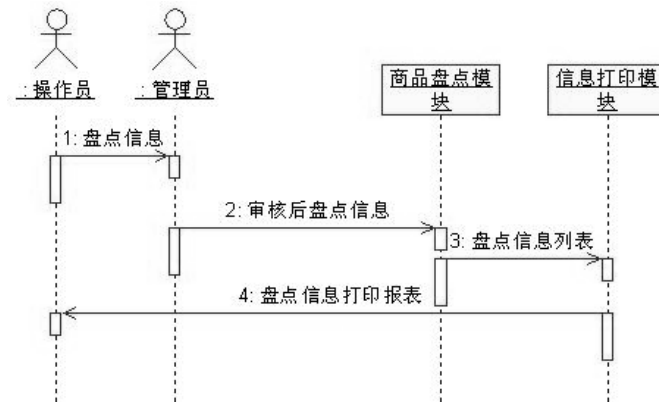 : 操作员
: 管理员
商品盘点模
块
信息打印模
块
1: 盘点信息
2: 审核后盘点信息
3: 盘点信息列表
4: 盘点信息打印报表